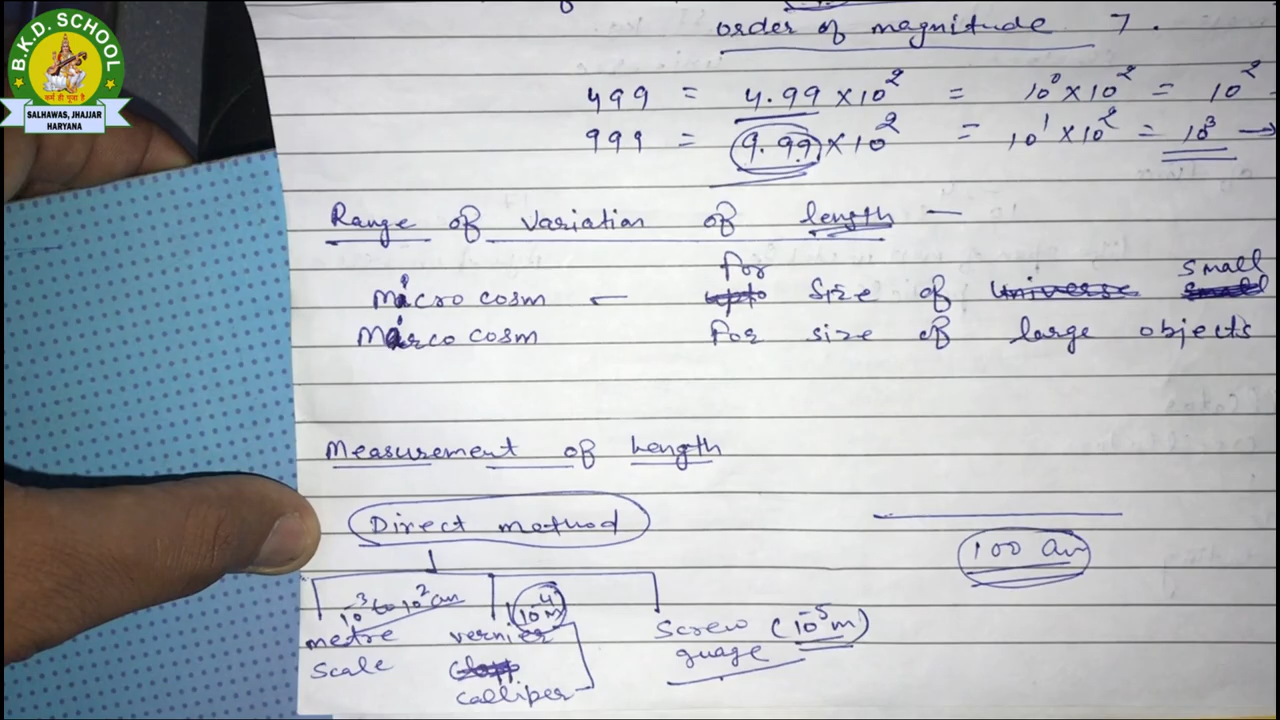 B.K.D. SCHOOL
SALHAWAS, JHAJJAR
HARYANA
order of magnitude 7.
499 = 4.99 × 10² = 10⁰ × 10² = 10²
999 = 9.99 × 10² = 10¹ × 10² = 10³ →
Range of variation of length —
for small
Micro cosm — size of
Marco cosm for size of large objects
Measurement of Length
Direct method
100 cm
10⁻³ to 10² cm 10⁻⁴m
metre vernier screw (10⁻⁵m)
scale guage
calliper